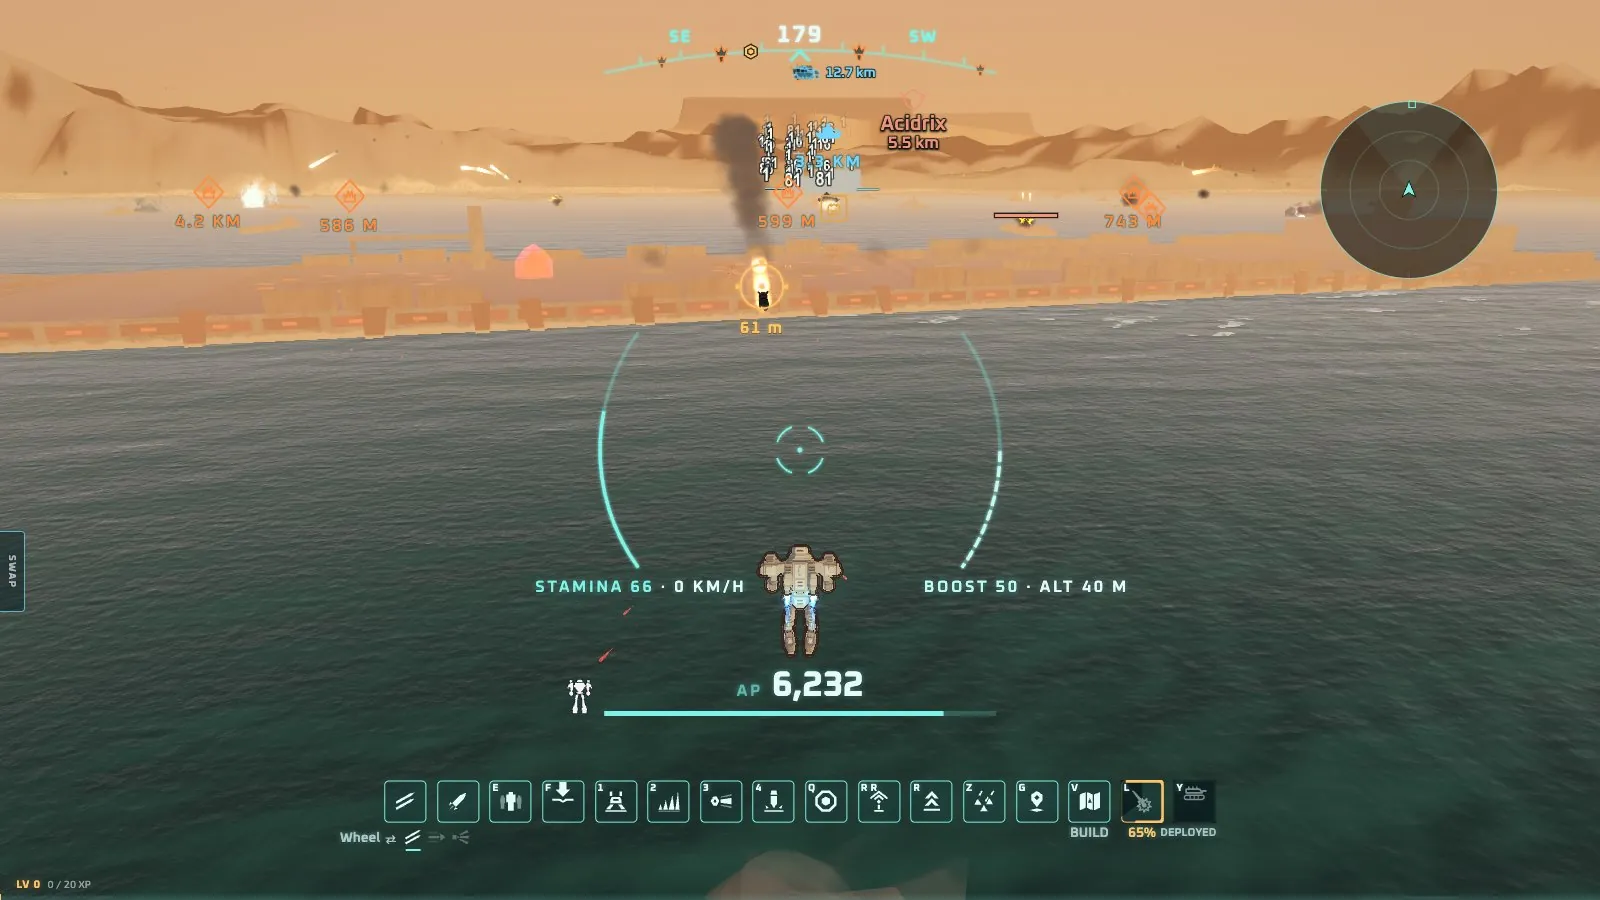 SE 179 SW
12.7 km
Acidrix
5.5 km
81
4.2 KM
586 M
599 M
743 M
61 m
SWAP
STAMINA 66 · 0 KM/H
BOOST 50 · ALT 40 M
AP 6,232
E F 1 2 3 4 Q R R R Z G V L Y
BUILD 65% DEPLOYED
Wheel
LV 0 0 / 20 XP